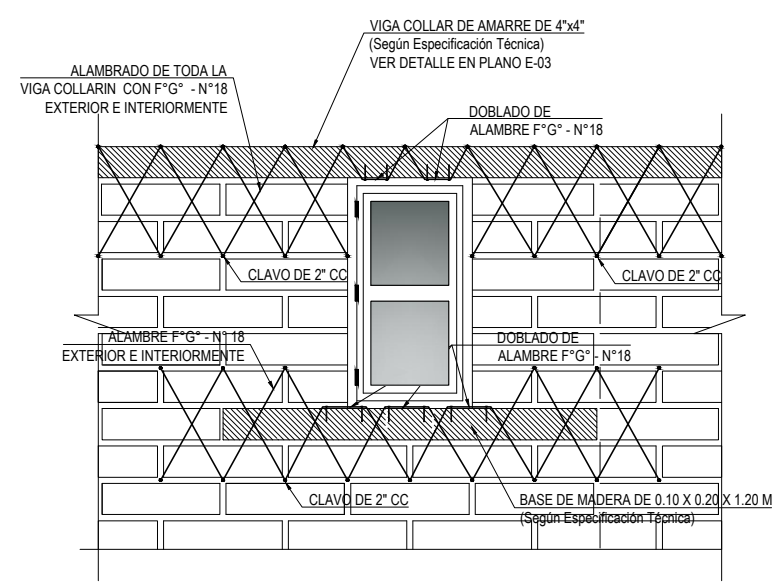 VIGA COLLAR DE AMARRE DE 4"x4"
(Según Especificación Técnica)
VER DETALLE EN PLANO E-03
ALAMBRADO DE TODA LA
VIGA COLLARIN CON F°G° - N°18
EXTERIOR E INTERIORMENTE
DOBLADO DE
ALAMBRE F°G° - N°18
CLAVO DE 2" CC
CLAVO DE 2" CC
ALAMBRE F°G° - N° 18
EXTERIOR E INTERIORMENTE
DOBLADO DE
ALAMBRE F°G° - N°18
CLAVO DE 2" CC
BASE DE MADERA DE 0.10 X 0.20 X 1.20 M
(Según Especificación Técnica)